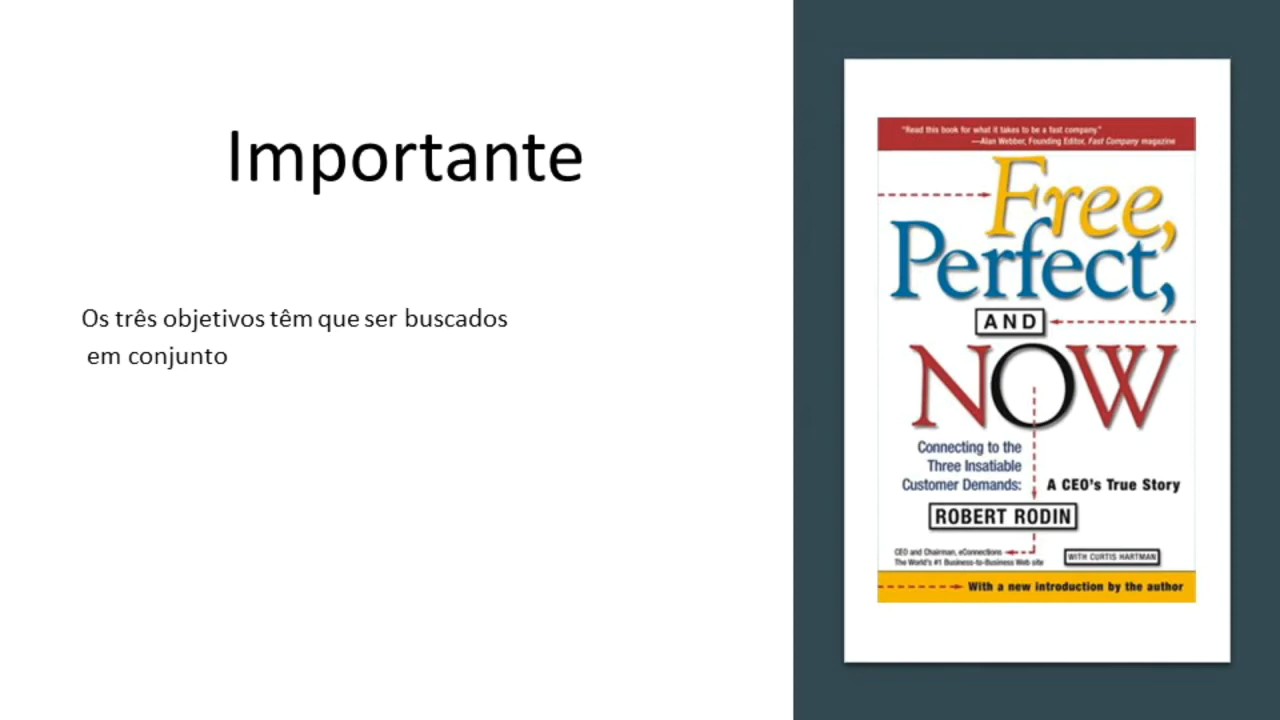 Importante
Os três objetivos têm que ser buscados
em conjunto
"Read this book for what it takes to be a fast company."
—Alan Webber, Founding Editor, Fast Company magazine
Free,
Perfect,
AND
NOW
Connecting to the
Three Insatiable
Customer Demands:
A CEO's True Story
ROBERT RODIN
CEO and Chairman, eConnections
The World's #1 Business-to-Business Web site
WITH CURTIS HARTMAN
With a new introduction by the author